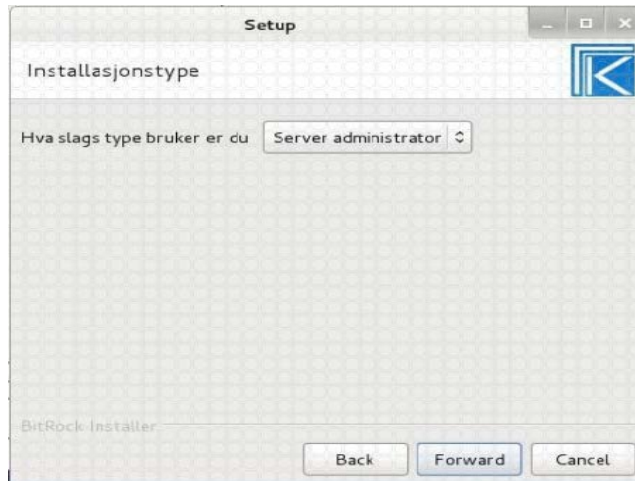 Setup
Installasjonstype
Hva slags type bruker er du Server administrator
BitRock Installer
Back Forward Cancel